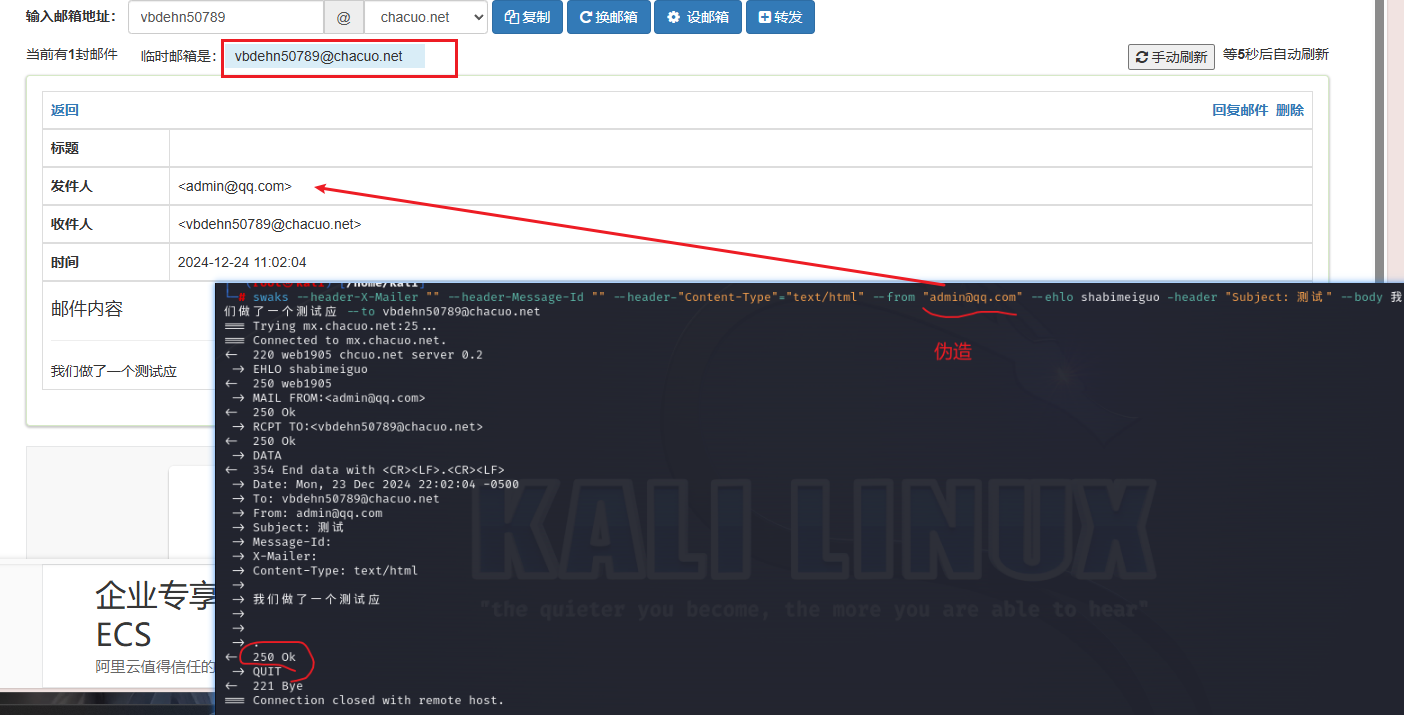 输入邮箱地址： vbdehn50789 @ chacuo.net 复制 换邮箱 设邮箱 转发
当前有1封邮件 临时邮箱是： vbdehn50789@chacuo.net 手动刷新 等5秒后自动刷新
返回 回复邮件 删除
标题
发件人 <admin@qq.com>
收件人 <vbdehn50789@chacuo.net>
时间 2024-12-24 11:02:04
邮件内容
我们做了一个测试应
swaks --header-X-Mailer "" --header-Message-Id "" --header-"Content-Type"="text/html" --from "admin@qq.com" --ehlo shabimeiguo -header "Subject: 测试" --body 我
们做了一个测试应 --to vbdehn50789@chacuo.net
=== Trying mx.chacuo.net:25...
=== Connected to mx.chacuo.net.
← 220 web1905 chcuo.net server 0.2
伪造
→ EHLO shabimeiguo
← 250 web1905
→ MAIL FROM:<admin@qq.com>
← 250 Ok
→ RCPT TO:<vbdehn50789@chacuo.net>
← 250 Ok
→ DATA
← 354 End data with <CR><LF>.<CR><LF>
→ Date: Mon, 23 Dec 2024 22:02:04 -0500
→ To: vbdehn50789@chacuo.net
→ From: admin@qq.com
→ Subject: 测试
→ Message-Id:
→ X-Mailer:
→ Content-Type: text/html
→
→ 我们做了一个测试应
→
→
→ .
← 250 Ok
→ QUIT
← 221 Bye
=== Connection closed with remote host.
KALI LINUX
"the quieter you become, the more you are able to hear"
企业专享
ECS
阿里云值得信任的